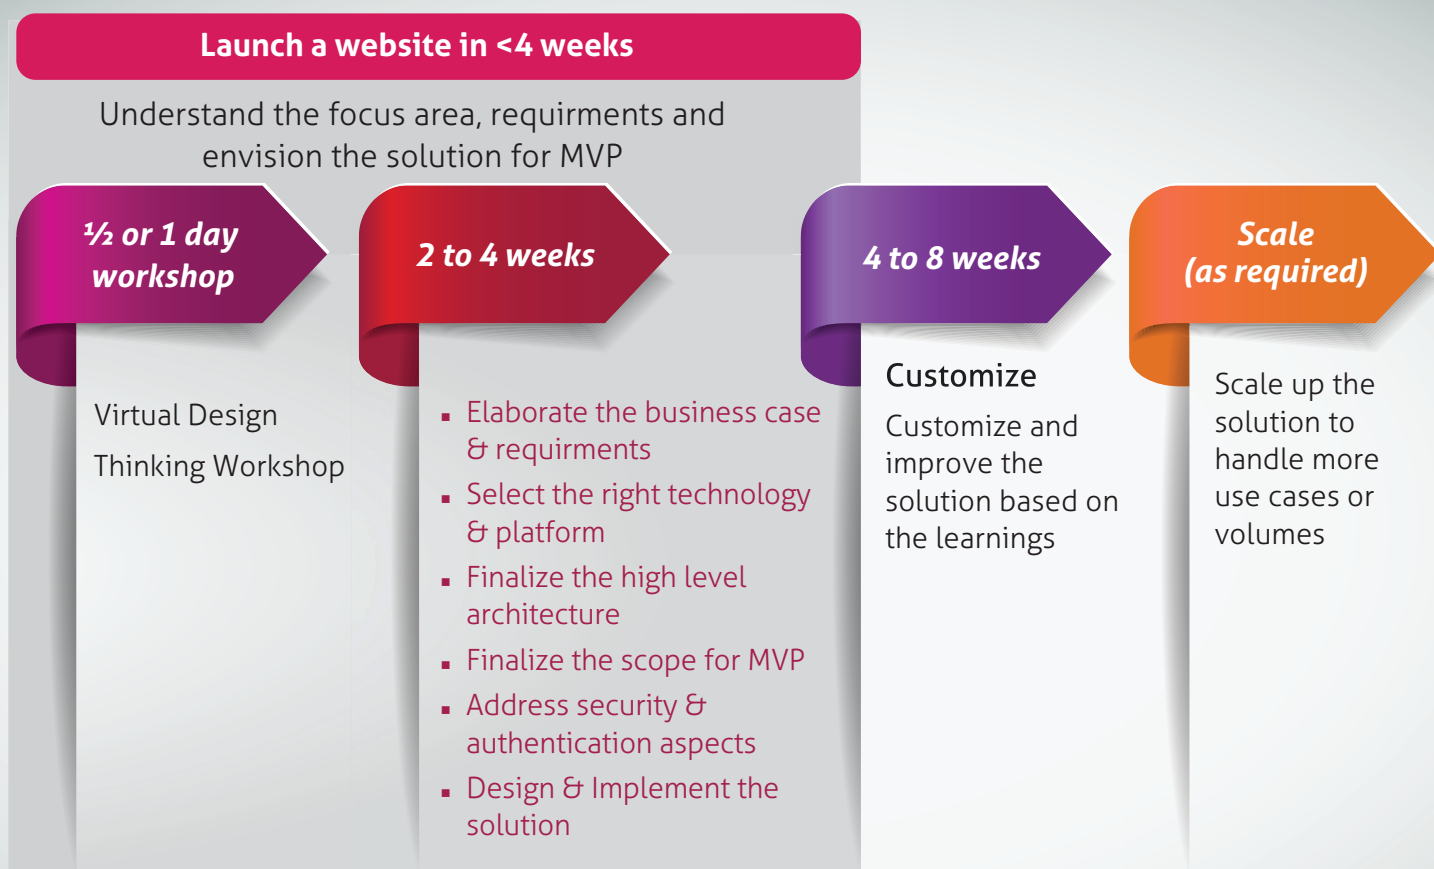 Launch a website in <4 weeks
Understand the focus area, requirments and
envision the solution for MVP
½ or 1 day
workshop
Virtual Design
Thinking Workshop
2 to 4 weeks
▪ Elaborate the business case
& requirments
▪ Select the right technology
& platform
▪ Finalize the high level
architecture
▪ Finalize the scope for MVP
▪ Address security &
authentication aspects
▪ Design & Implement the
solution
4 to 8 weeks
Customize
Customize and
improve the
solution based on
the learnings
Scale
(as required)
Scale up the
solution to
handle more
use cases or
volumes